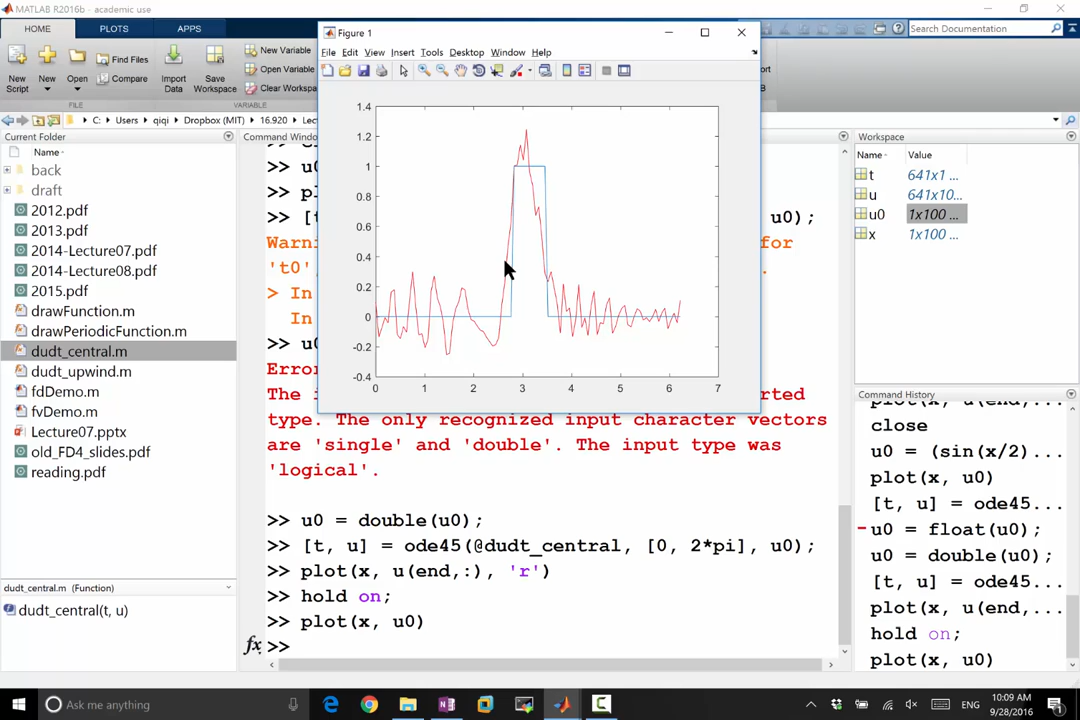 MATLAB R2016b - academic use
HOME
PLOTS
APPS
Search Documentation
New Script
New
Open
Find Files
Compare
Import Data
Save Workspace
New Variable
Open Variable
Clear Workspace
FILE
VARIABLE
C:
Users
qiqi
Dropbox (MIT)
16.920
Current Folder
Name
back
draft
2012.pdf
2013.pdf
2014-Lecture07.pdf
2014-Lecture08.pdf
2015.pdf
drawFunction.m
drawPeriodicFunction.m
dudt_central.m
dudt_upwind.m
fdDemo.m
fvDemo.m
Lecture07.pptx
old_FD4_slides.pdf
reading.pdf
dudt_central.m (Function)
dudt_central(t, u)
Figure 1
File Edit View Insert Tools Desktop Window Help
1.4
1.2
1
0.8
0.6
0.4
0.2
0
-0.2
-0.4
0 1 2 3 4 5 6 7
>> u0
>> pl
>> [t u0);
Warn for
't0'
> In
In
>> u0
Error
The i orted
type. The only recognized input character vectors
are 'single' and 'double'. The input type was
'logical'.
>> u0 = double(u0);
>> [t, u] = ode45(@dudt_central, [0, 2*pi], u0);
>> plot(x, u(end,:), 'r')
>> hold on;
>> plot(x, u0)
fx >>
Workspace
Name Value
t 641x1 ...
u 641x10...
u0 1x100 ...
x 1x100 ...
Command History
plot(x, u(end,...
close
u0 = (sin(x/2)...
plot(x, u0)
[t, u] = ode45...
u0 = float(u0);
u0 = double(u0);
[t, u] = ode45...
plot(x, u(end,...
hold on;
plot(x, u0)
Ask me anything
ENG
10:09 AM
9/28/2016